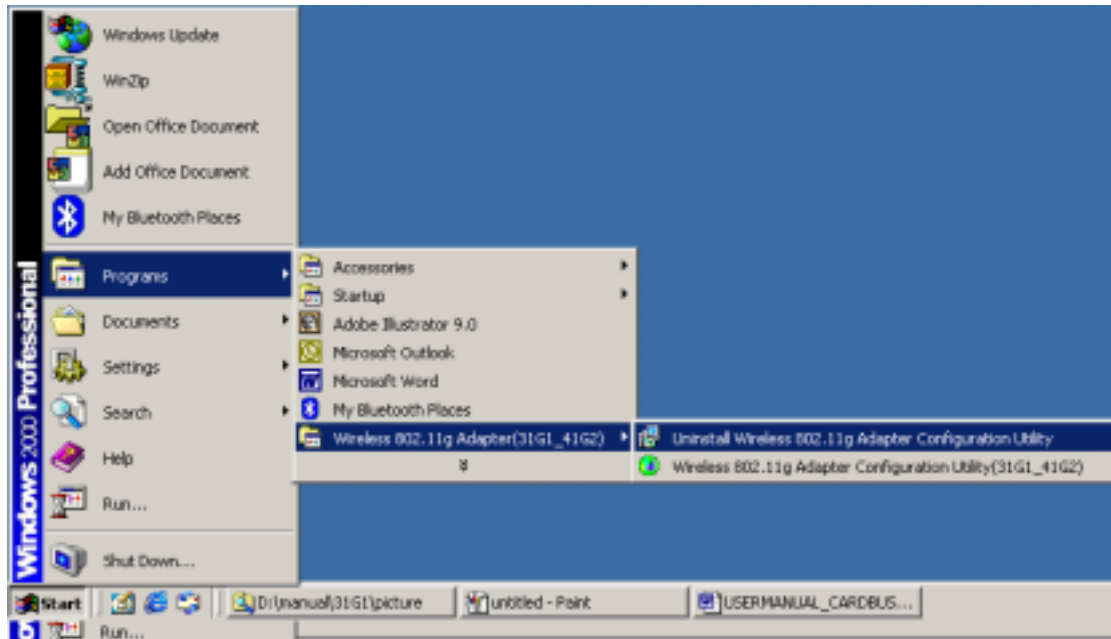 Windows Update
WinZip
Open Office Document
Add Office Document
My Bluetooth Places
Programs
Documents
Settings
Search
Help
Run...
Shut Down...
Windows 2000 Professional
Accessories
Startup
Adobe Illustrator 9.0
Microsoft Outlook
Microsoft Word
My Bluetooth Places
Wireless 802.11g Adapter(31G1_41G2)
Uninstall Wireless 802.11g Adapter Configuration Utility
Wireless 802.11g Adapter Configuration Utility(31G1_41G2)
Start
D:\manual\31G1\picture
untitled - Paint
USERMANUAL_CARDBUS...
Run...